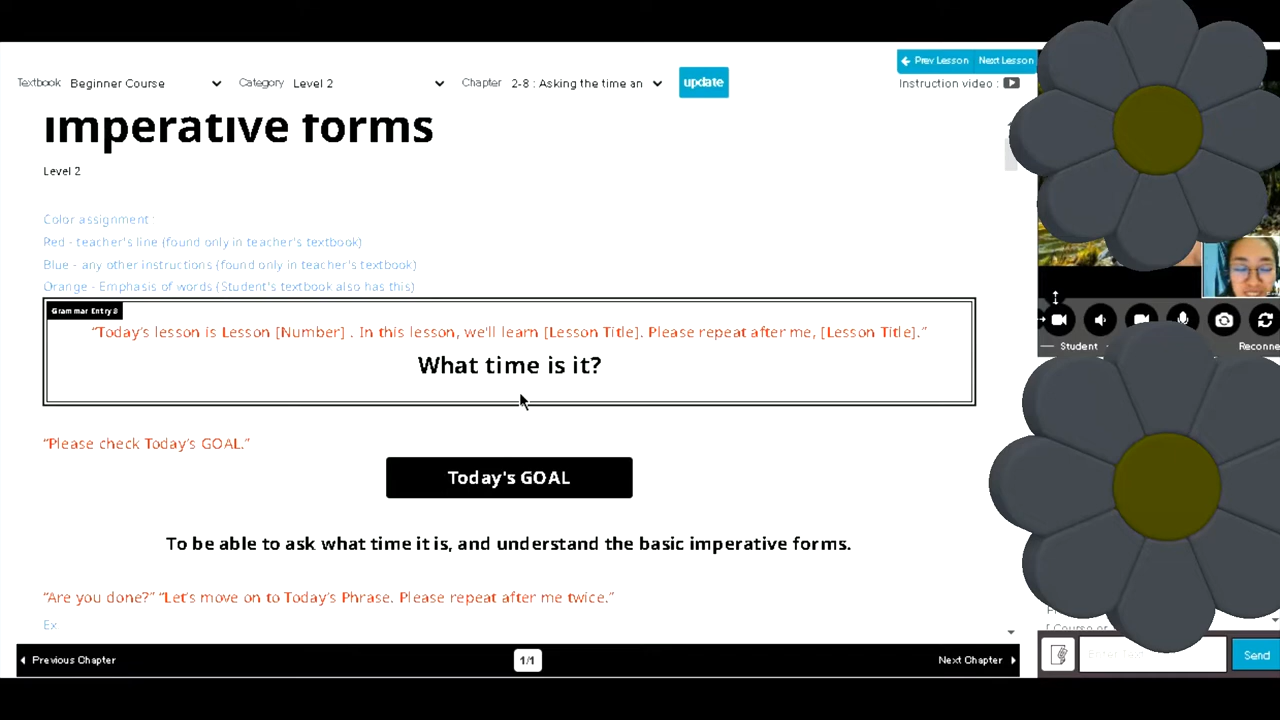 Prev Lesson Next Lesson
Textbook Beginner Course Category Level 2 Chapter 2-8 : Asking the time an update Instruction video :
imperative forms
Level 2
Color assignment :
Red - teacher's line (found only in teacher's textbook)
Blue - any other instructions (found only in teacher's textbook)
Orange - Emphasis of words (Student's textbook also has this)
Grammar Entry 8
“Today's lesson is Lesson [Number] . In this lesson, we'll learn [Lesson Title]. Please repeat after me, [Lesson Title].”
What time is it?
Student
“Please check Today's GOAL.”
Today's GOAL
To be able to ask what time it is, and understand the basic imperative forms.
“Are you done?” “Let's move on to Today's Phrase. Please repeat after me twice.”
Ex
Previous Chapter 1/1 Next Chapter
Send